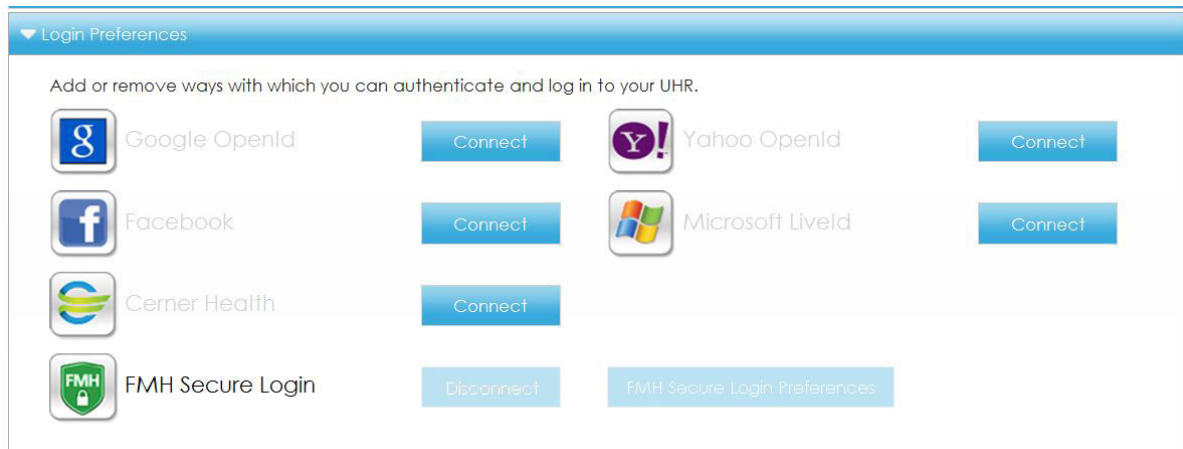 Login Preferences
Add or remove ways with which you can authenticate and log in to your UHR.
Google OpenId Connect Yahoo OpenId Connect
Facebook Connect Microsoft LiveId Connect
Cerner Health Connect
FMH FMH Secure Login Disconnect FMH Secure Login Preferences